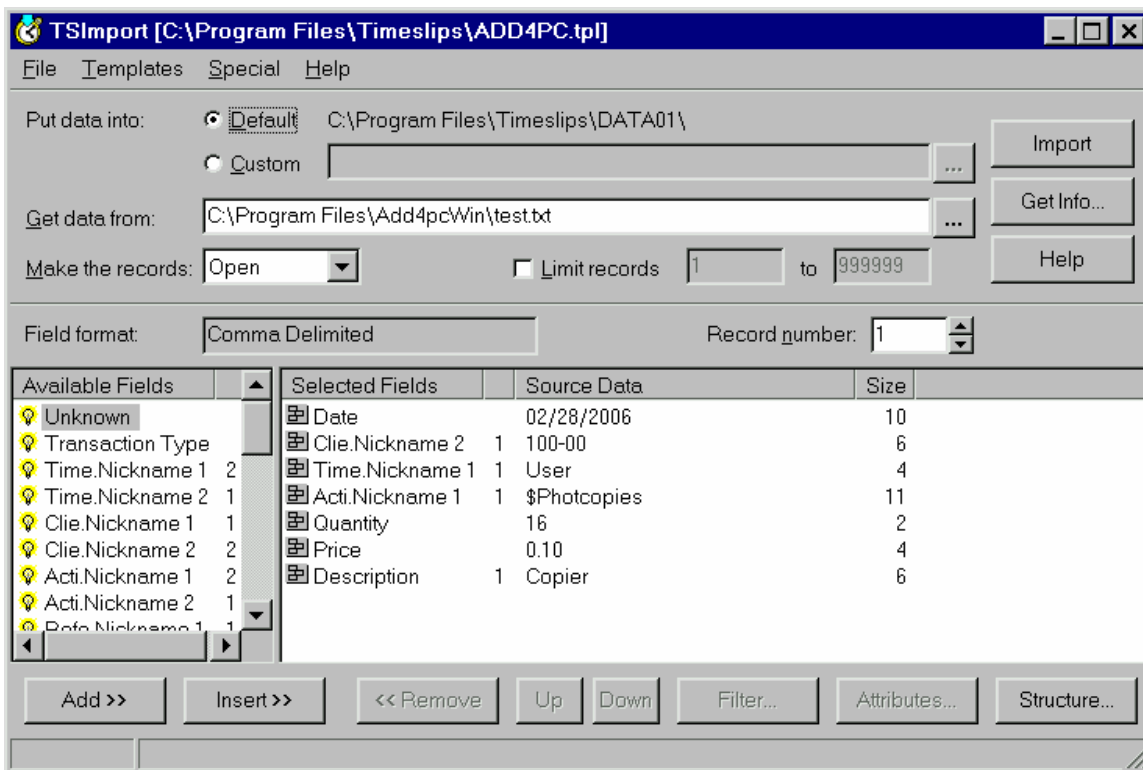 TSImport [C:\Program Files\Timeslips\ADD4PC.tpl]
File Templates Special Help
Put data into: Default C:\Program Files\Timeslips\DATA01\
Custom ...
Import
Get data from: C:\Program Files\Add4pcWin\test.txt ...
Get Info...
Make the records: Open Limit records 1 to 999999
Help
Field format: Comma Delimited Record number: 1
Available Fields
Unknown
Transaction Type
Time.Nickname 1 2
Time.Nickname 2 1
Clie.Nickname 1 1
Clie.Nickname 2 2
Acti.Nickname 1 2
Acti.Nickname 2 1
Refe.Nickname 1 1
Selected Fields Source Data Size
Date 02/28/2006 10
Clie.Nickname 2 1 100-00 6
Time.Nickname 1 1 User 4
Acti.Nickname 1 1 $Photcopies 11
Quantity 16 2
Price 0.10 4
Description 1 Copier 6
Add >> Insert >> << Remove Up Down Filter... Attributes... Structure...